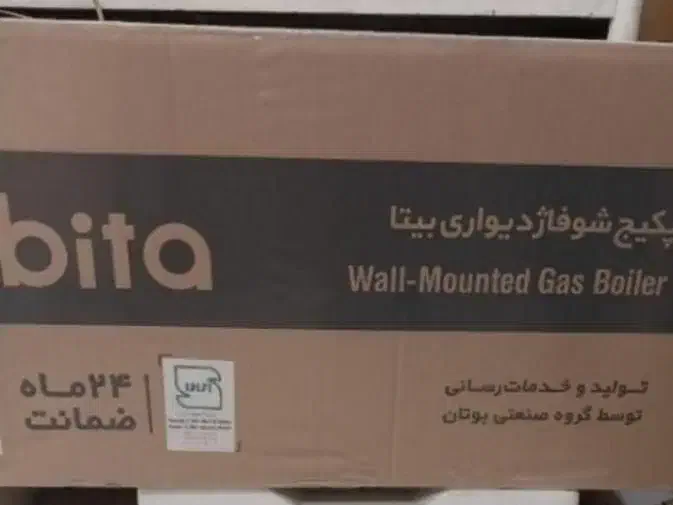 bita
پکیج شوفاژ دیواری بیتا
Wall-Mounted Gas Boiler
۲۴ ماه
ضمانت
تولید و خدمات‌رسانی
توسط گروه صنعتی بوتان